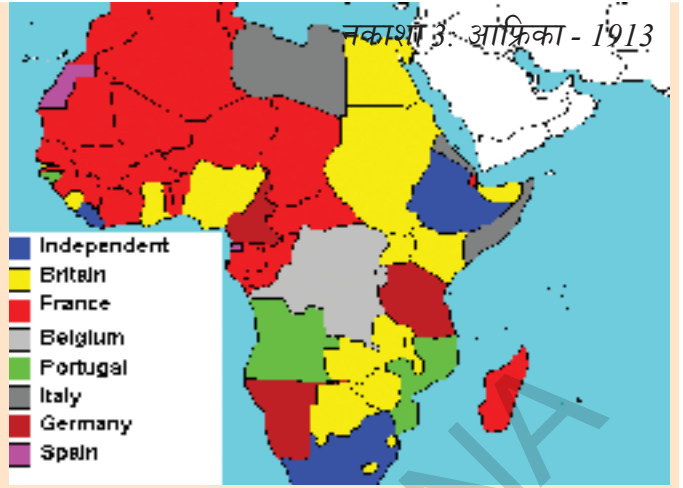 नकाशा 3: आफ्रिका - 1913
Independent
Britain
France
Belgium
Portugal
Italy
Germany
Spain